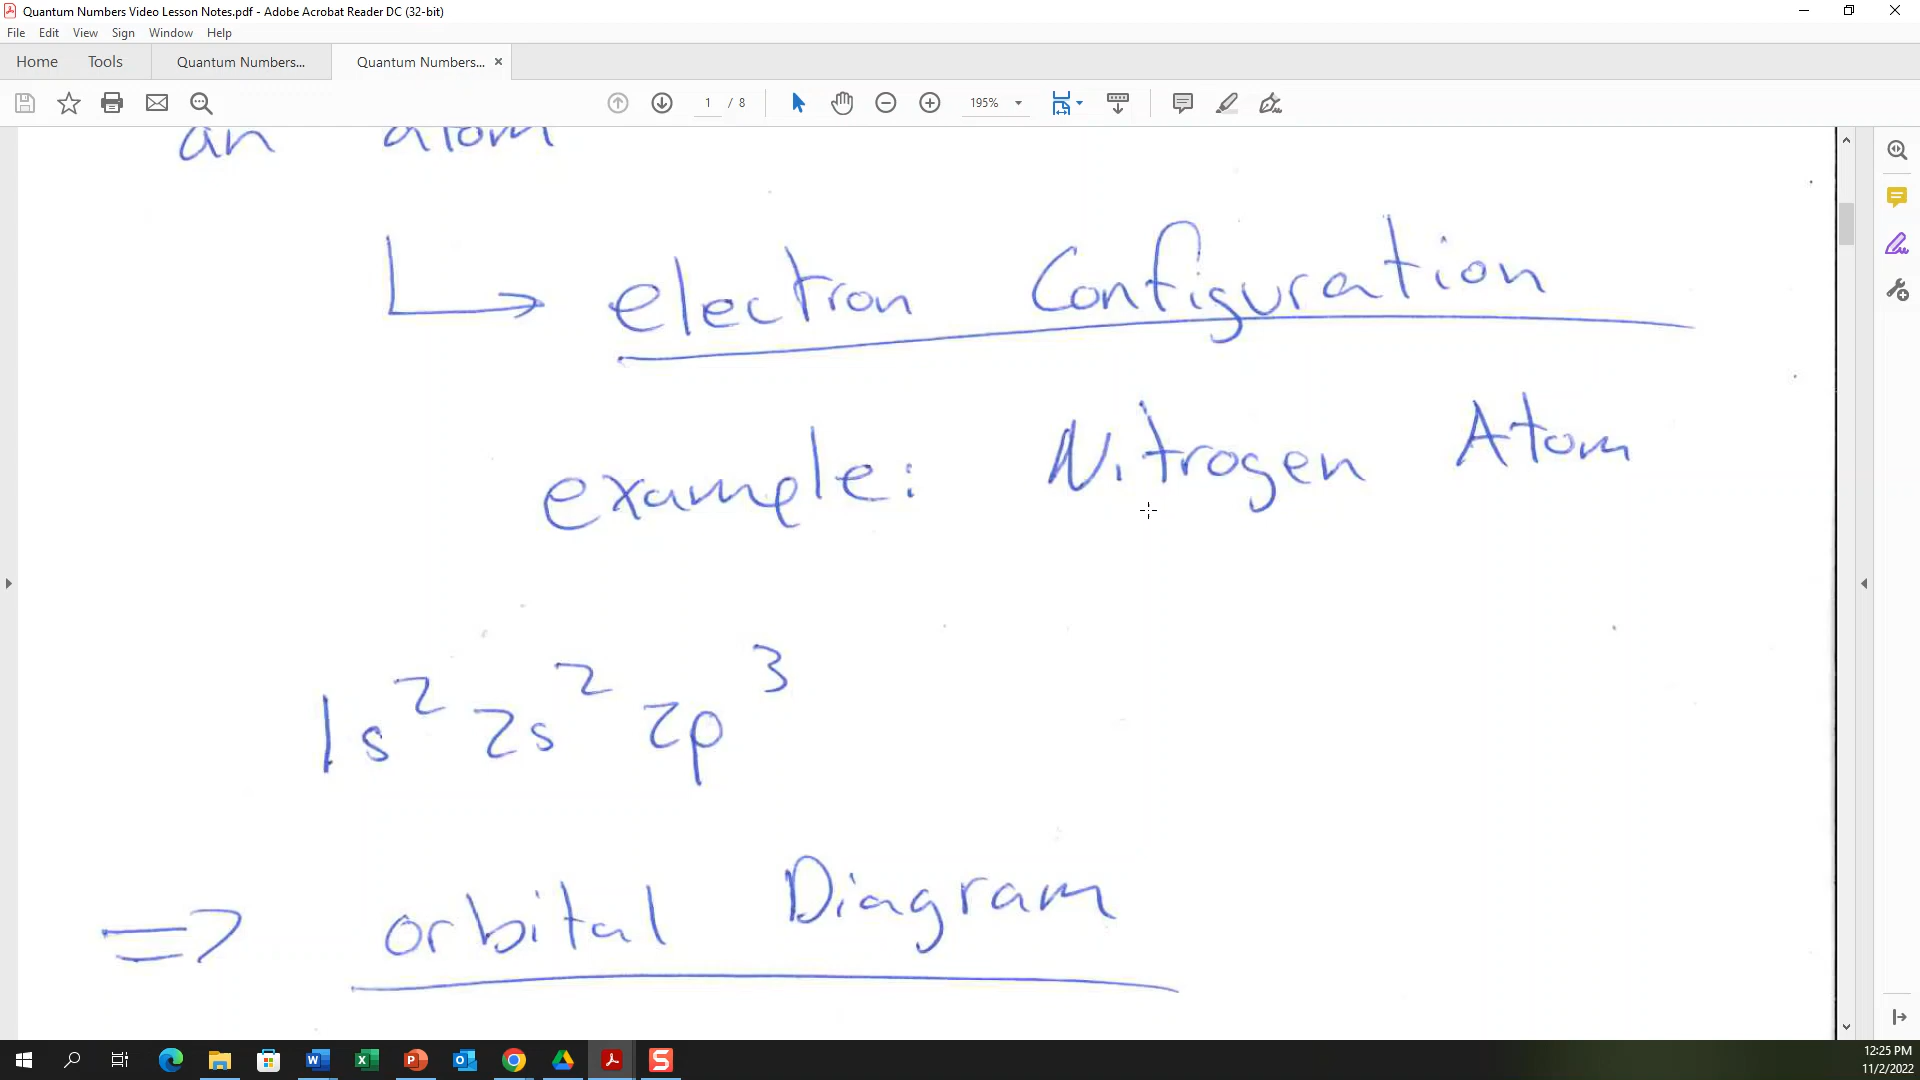 Quantum Numbers Video Lesson Notes.pdf - Adobe Acrobat Reader DC (32-bit)
File Edit View Sign Window Help
Home Tools Quantum Numbers... Quantum Numbers...
1 / 8 195%
an atom
electron Configuration
example: Nitrogen Atom
1s² 2s² 2p³
=> orbital Diagram
12:25 PM
11/2/2022